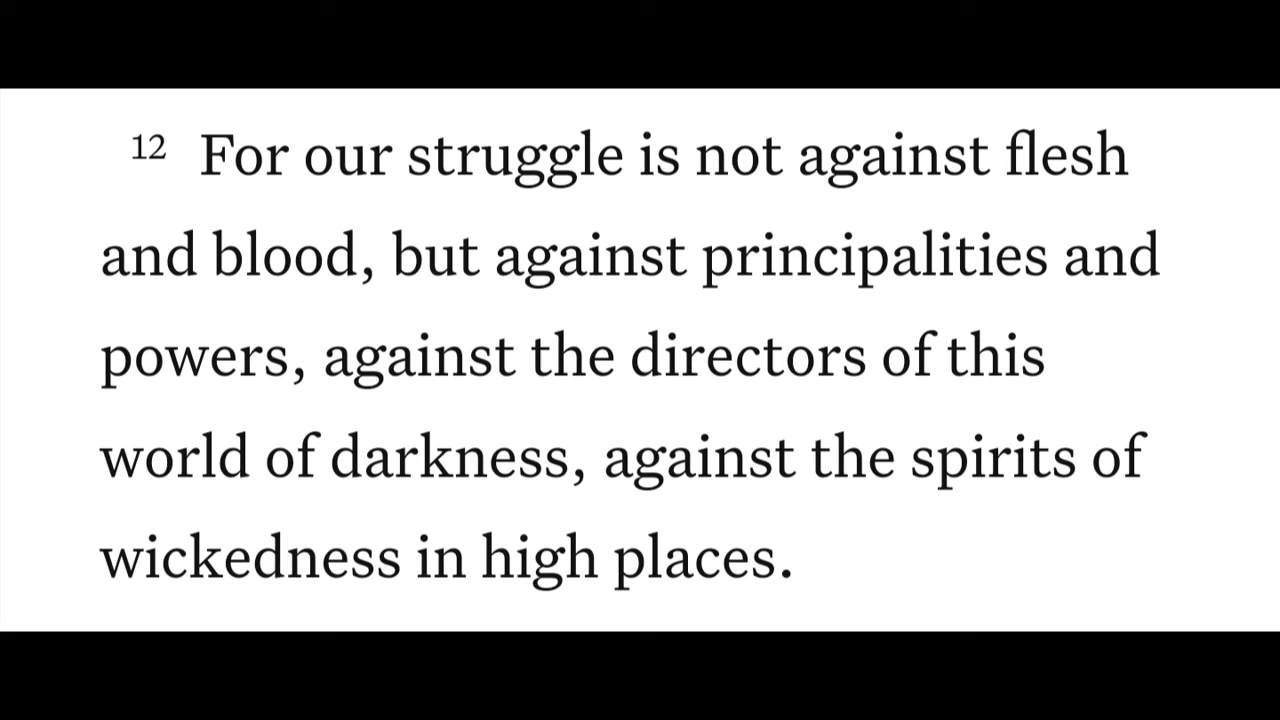 12 For our struggle is not against flesh
and blood, but against principalities and
powers, against the directors of this
world of darkness, against the spirits of
wickedness in high places.